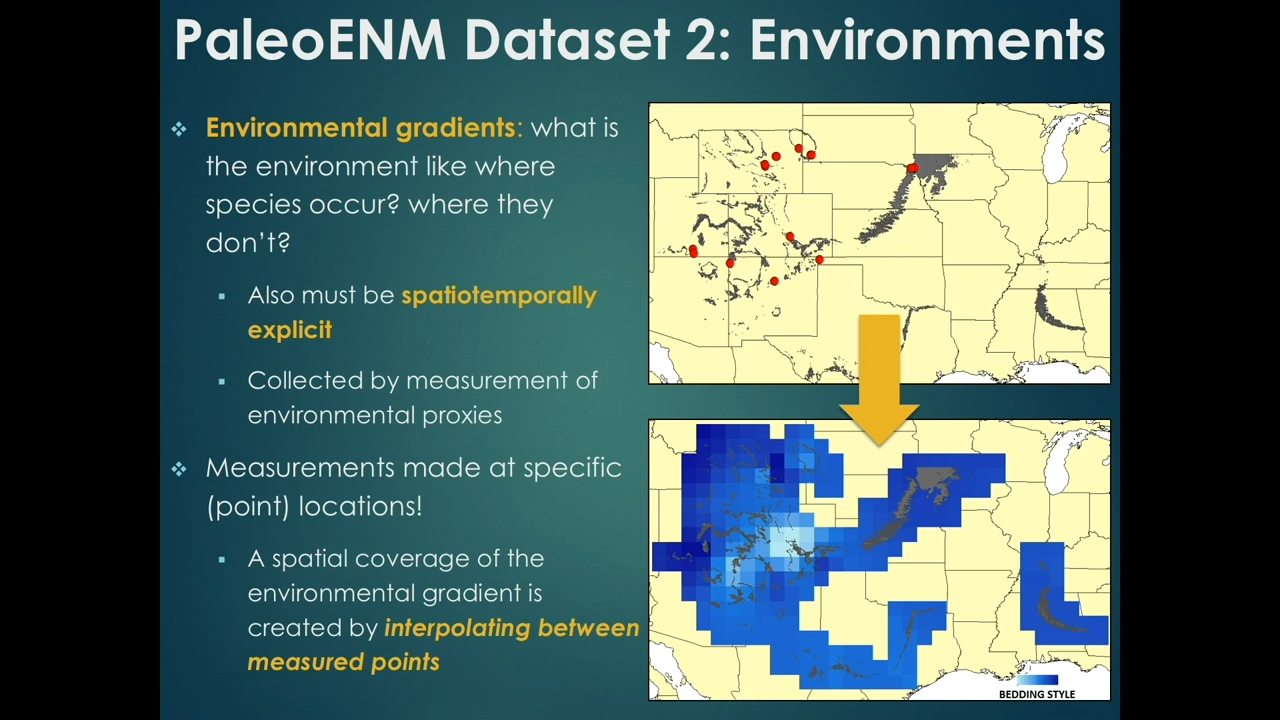 PaleoENM Dataset 2: Environments
❖ Environmental gradients: what is
the environment like where
species occur? where they
don't?
▪ Also must be spatiotemporally
explicit
▪ Collected by measurement of
environmental proxies
❖ Measurements made at specific
(point) locations!
▪ A spatial coverage of the
environmental gradient is
created by interpolating between
measured points
BEDDING STYLE